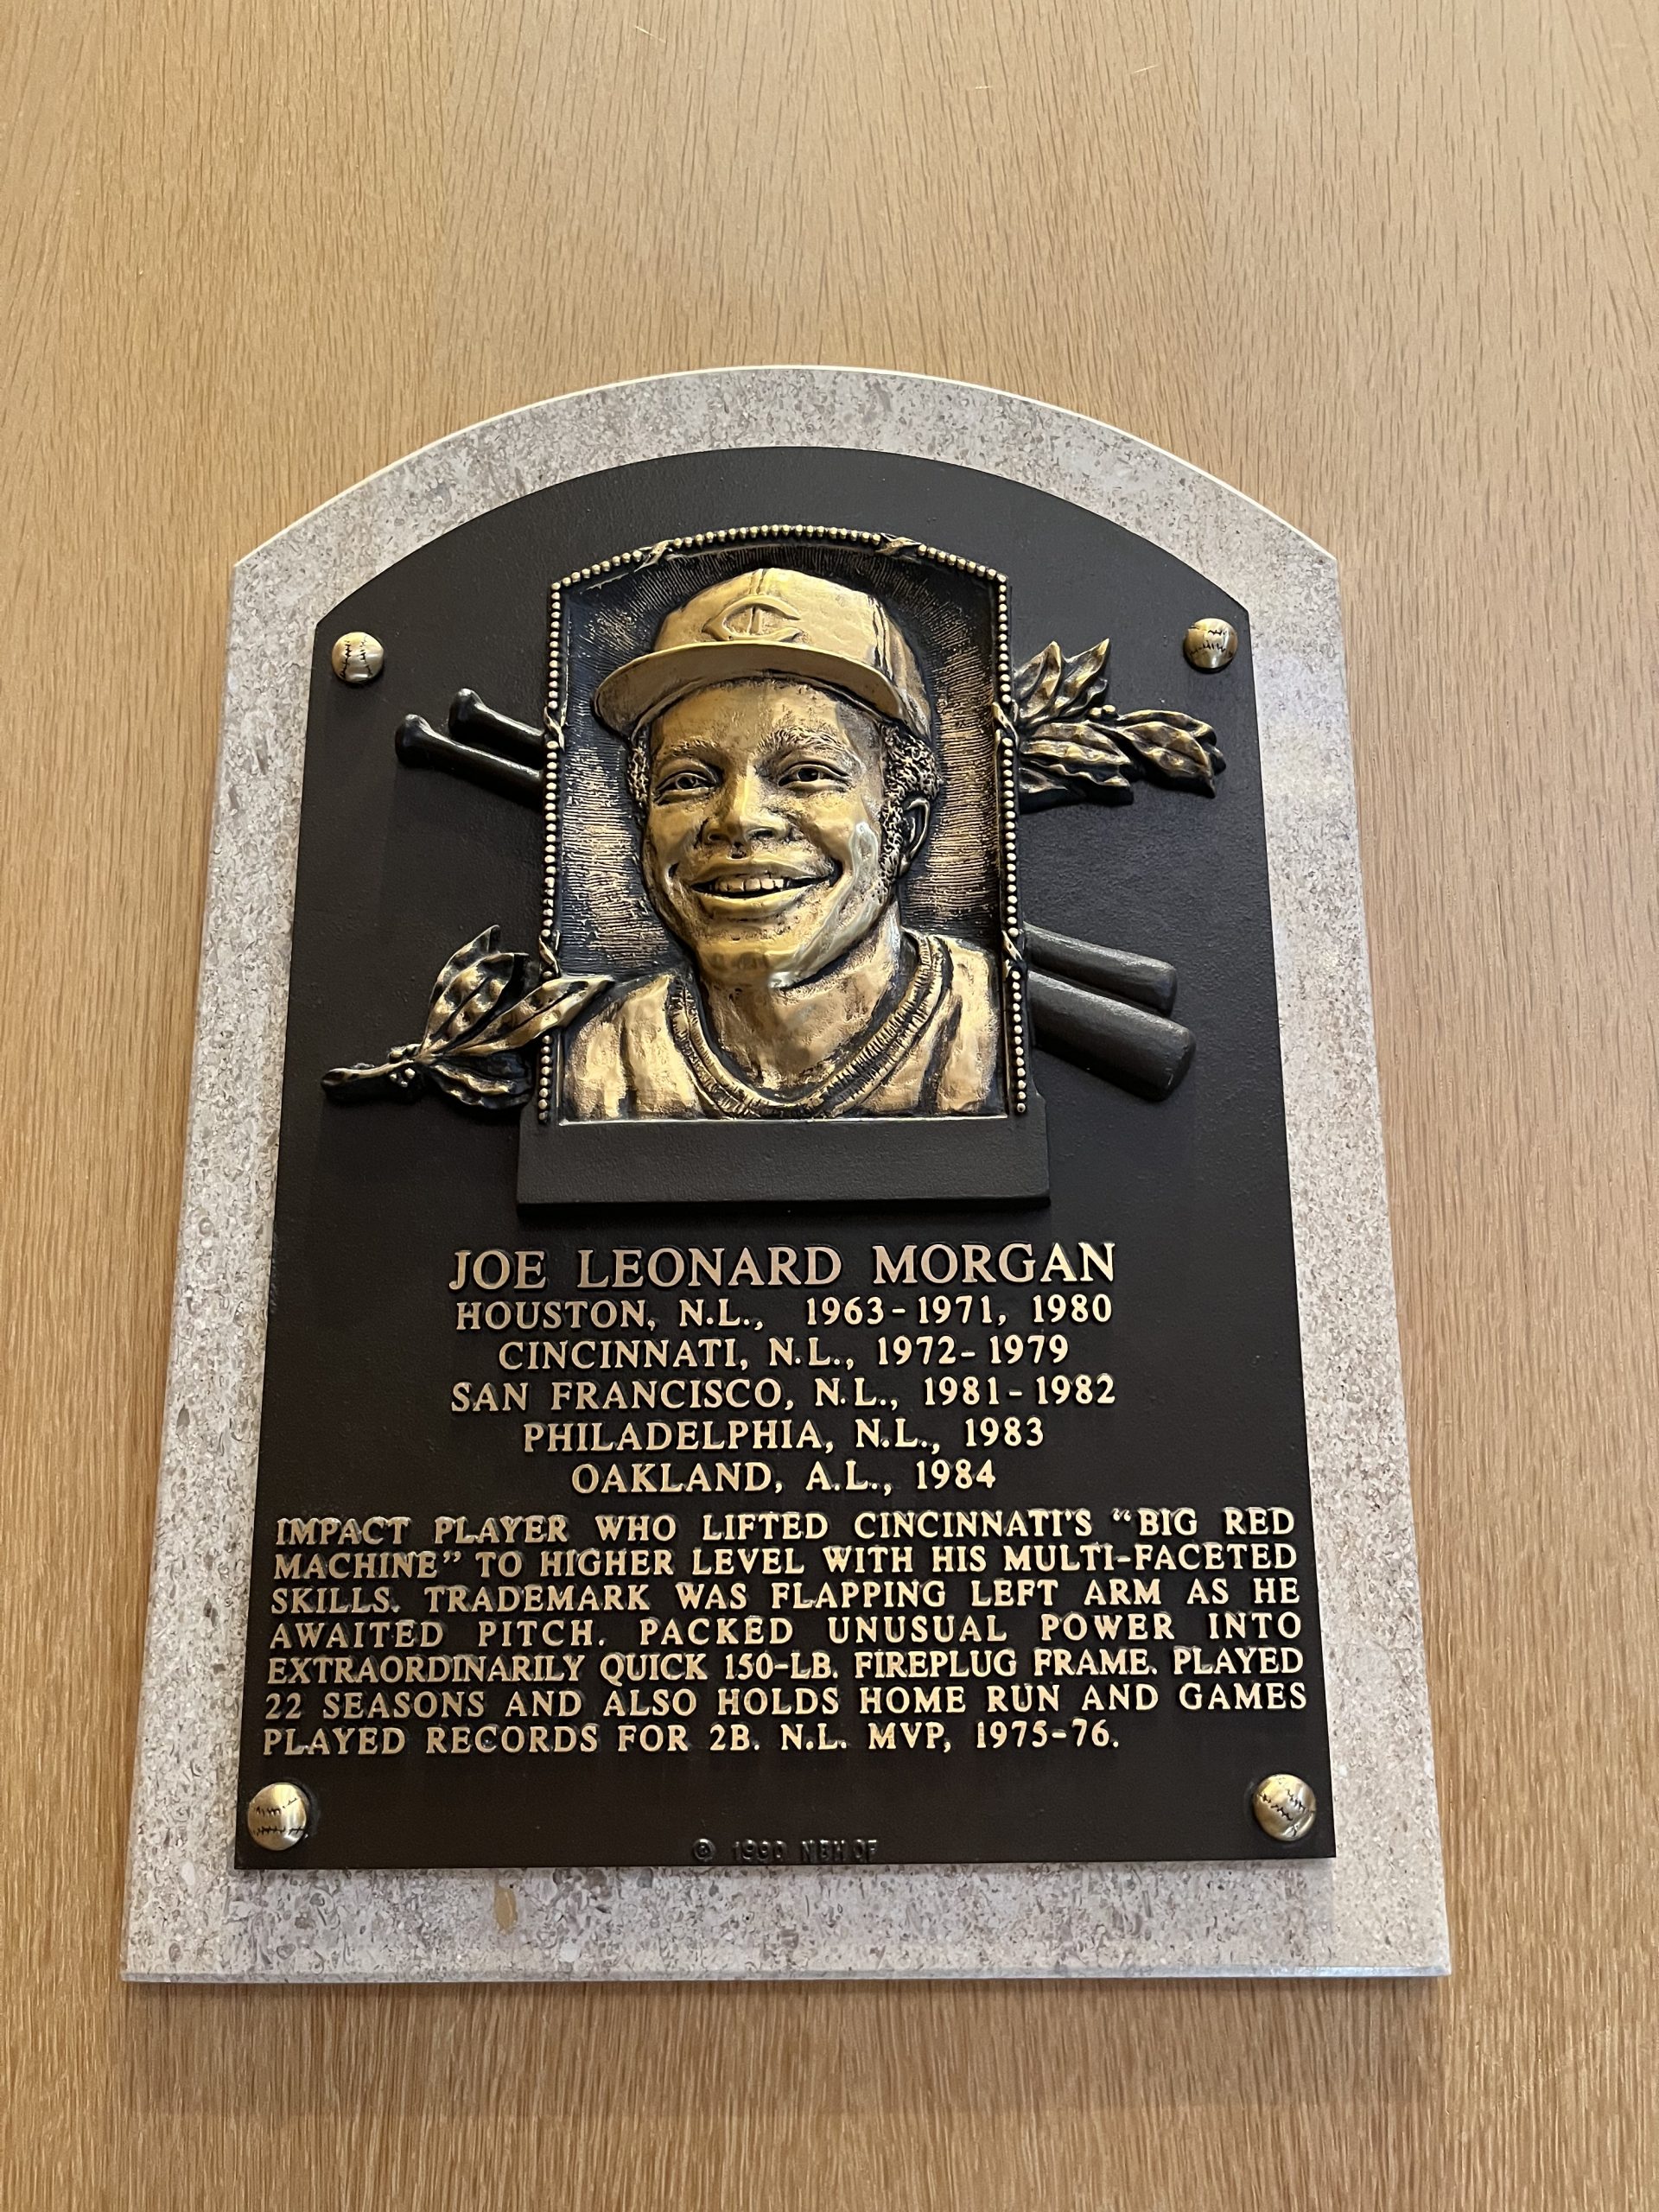 JOE LEONARD MORGAN
HOUSTON, N.L., 1963-1971, 1980
CINCINNATI, N.L., 1972-1979
SAN FRANCISCO, N.L., 1981-1982
PHILADELPHIA, N.L., 1983
OAKLAND, A.L., 1984
IMPACT PLAYER WHO LIFTED CINCINNATI'S "BIG RED
MACHINE" TO HIGHER LEVEL WITH HIS MULTI-FACETED
SKILLS. TRADEMARK WAS FLAPPING LEFT ARM AS HE
AWAITED PITCH. PACKED UNUSUAL POWER INTO
EXTRAORDINARILY QUICK 150-LB. FIREPLUG FRAME. PLAYED
22 SEASONS AND ALSO HOLDS HOME RUN AND GAMES
PLAYED RECORDS FOR 2B. N.L. MVP, 1975-76.
© 1990 NBHOF